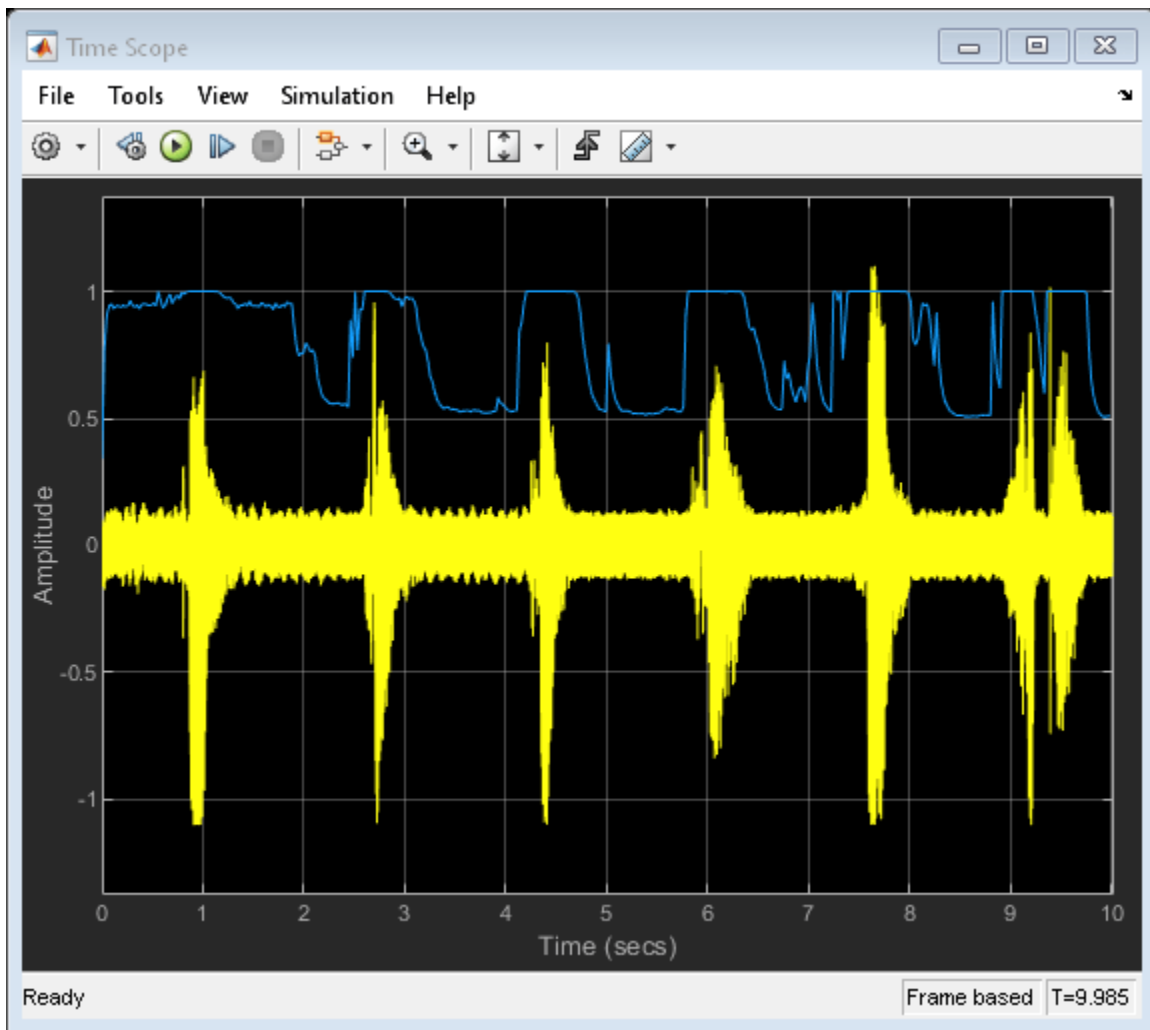 Time Scope
File Tools View Simulation Help
1
0.5
0
-0.5
-1
Amplitude
0 1 2 3 4 5 6 7 8 9 10
Time (secs)
Ready Frame based T=9.985